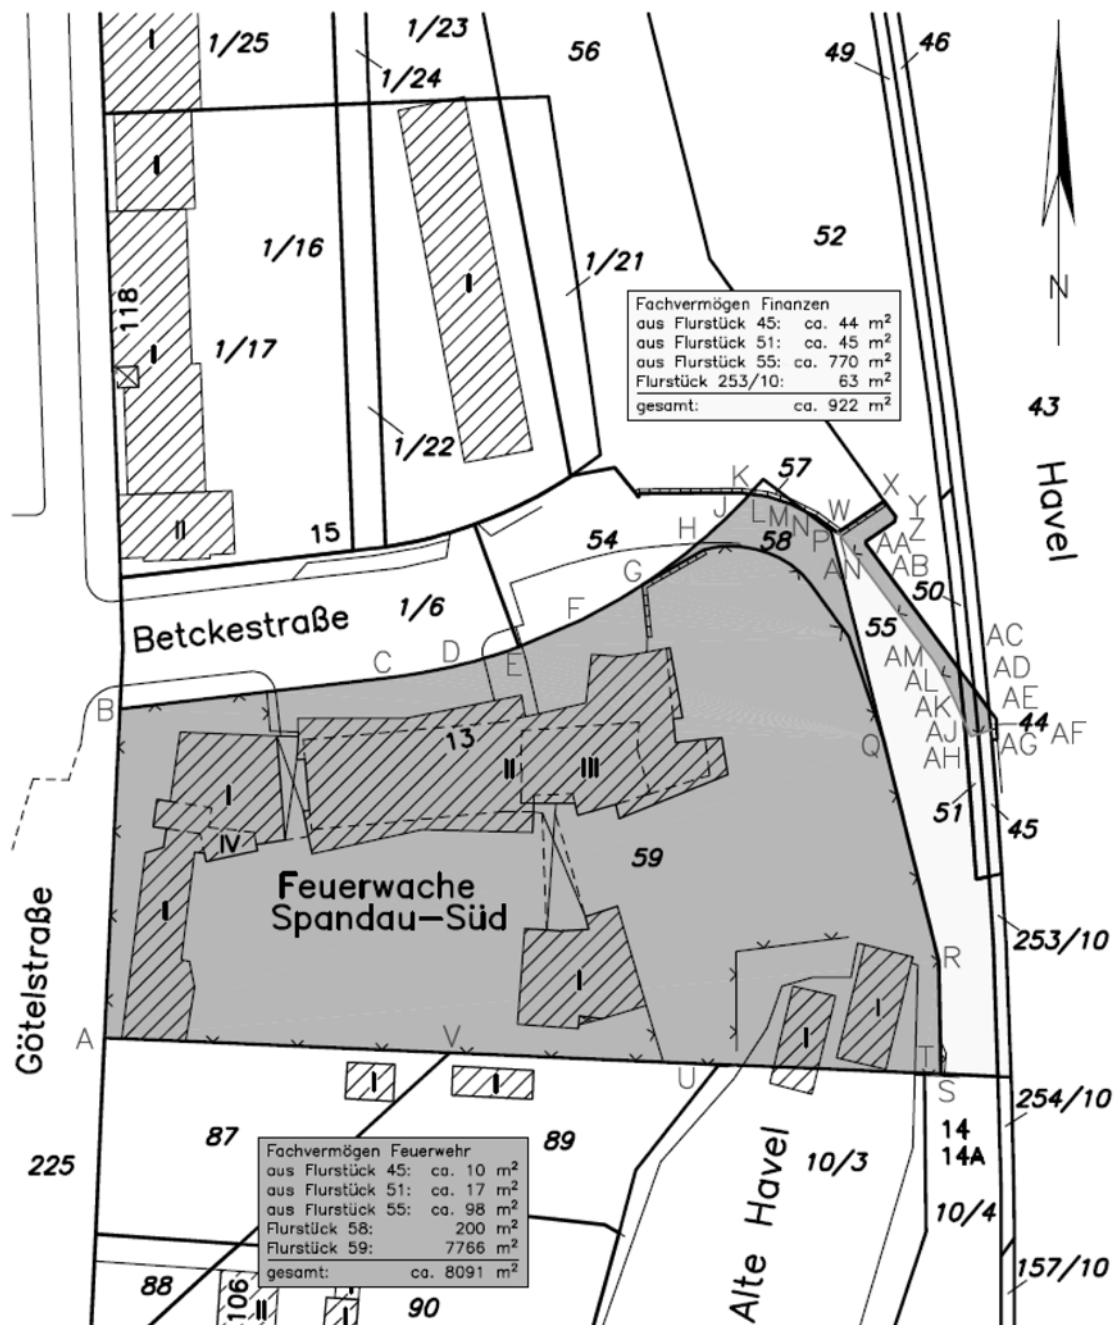 I
1/25
1/23
1/24
56
49
46
I
1/16
I
1/21
52
N
118
I
1/17
1/22
Fachvermögen Finanzen
aus Flurstück 45: ca. 44 m²
aus Flurstück 51: ca. 45 m²
aus Flurstück 55: ca. 770 m²
Flurstück 253/10: 63 m²
gesamt: ca. 922 m²
43
Havel
II
15
K
57
J
L
M
N
W
X
Y
Z
H
P
54
58
AA
AB
AN
G
50
F
1/6
Betckestraße
55
AC
AD
AE
AM
AL
AK
AJ
AH
44
AF
AG
C
D
E
B
13
II
III
Q
I
IV
51
45
59
Feuerwache
Spandau-Süd
I
I
I
I
253/10
R
Götelstraße
A
V
U
T
S
I
I
254/10
14
14A
87
89
225
10/3
10/4
Alte Havel
157/10
Fachvermögen Feuerwehr
aus Flurstück 45: ca. 10 m²
aus Flurstück 51: ca. 17 m²
aus Flurstück 55: ca. 98 m²
Flurstück 58: 200 m²
Flurstück 59: 7766 m²
gesamt: ca. 8091 m²
88
106
II
I
90